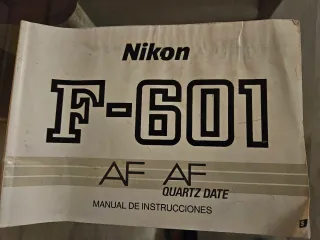 Nikon
F-601
AF AF
QUARTZ DATE
MANUAL DE INSTRUCCIONES